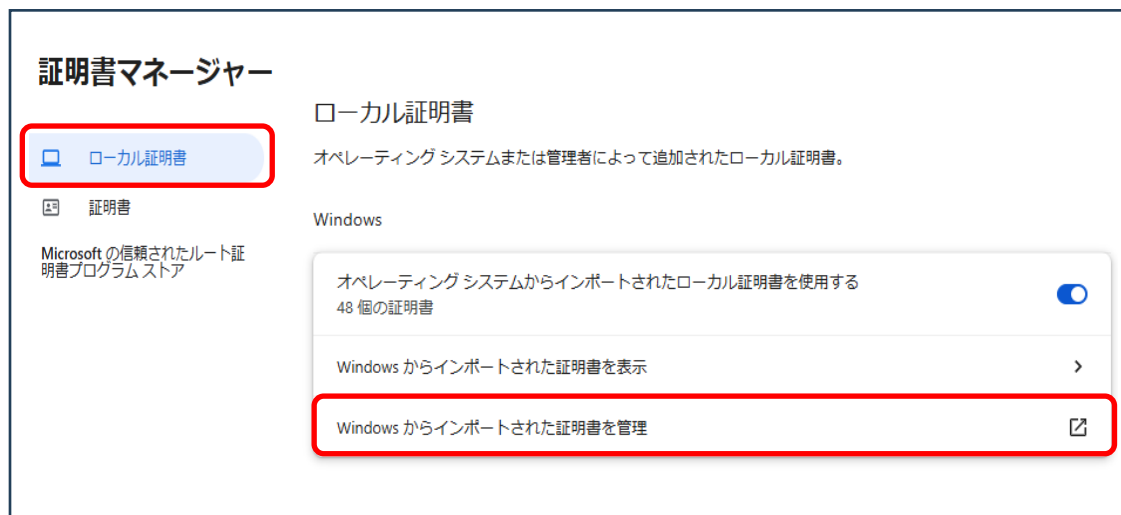 証明書マネージャー
ローカル証明書
証明書
Microsoft の信頼されたルート証
明書プログラム ストア
ローカル証明書
オペレーティング システムまたは管理者によって追加されたローカル証明書。
Windows
オペレーティング システムからインポートされたローカル証明書を使用する
48 個の証明書
Windows からインポートされた証明書を表示
Windows からインポートされた証明書を管理